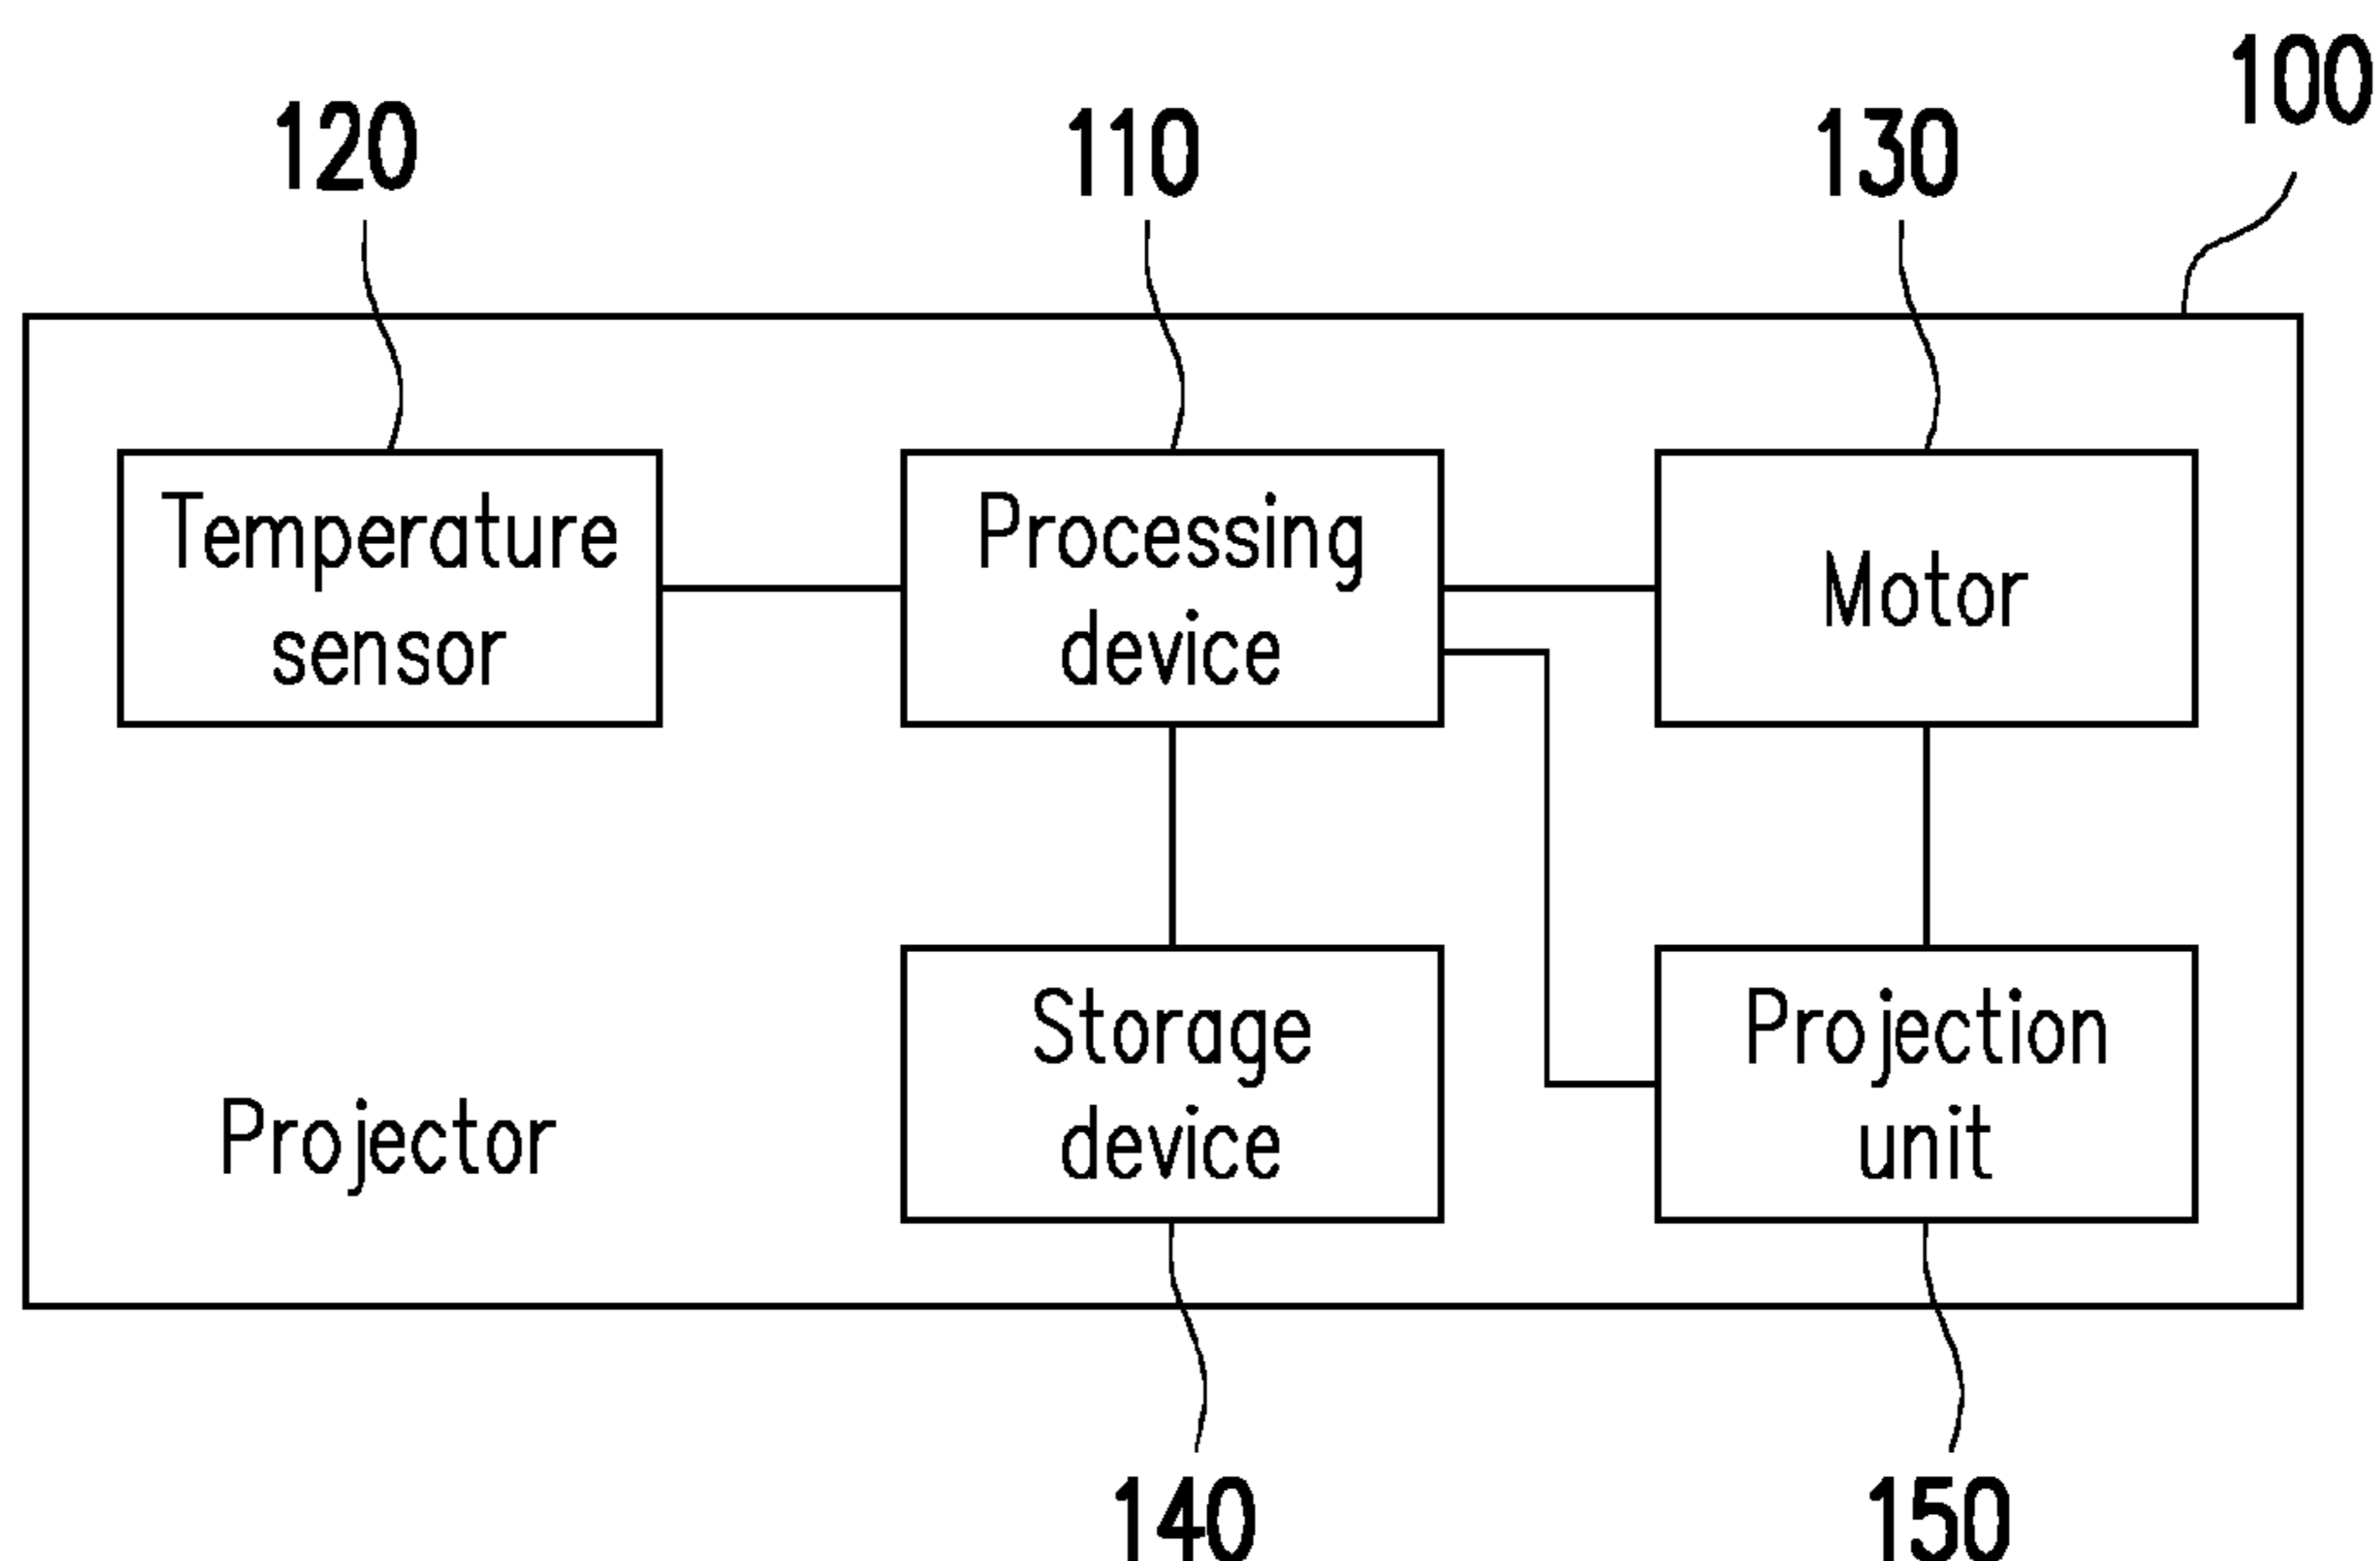 100
120
110
130
Temperature
sensor
Processing
device
Motor
Storage
device
Projection
unit
Projector
140
150